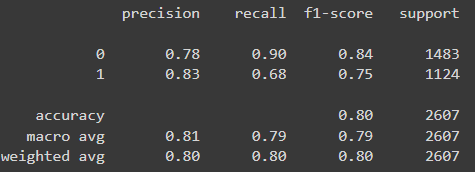 precision recall f1-score support
0 0.78 0.90 0.84 1483
1 0.83 0.68 0.75 1124
accuracy 0.80 2607
macro avg 0.81 0.79 0.79 2607
weighted avg 0.80 0.80 0.80 2607